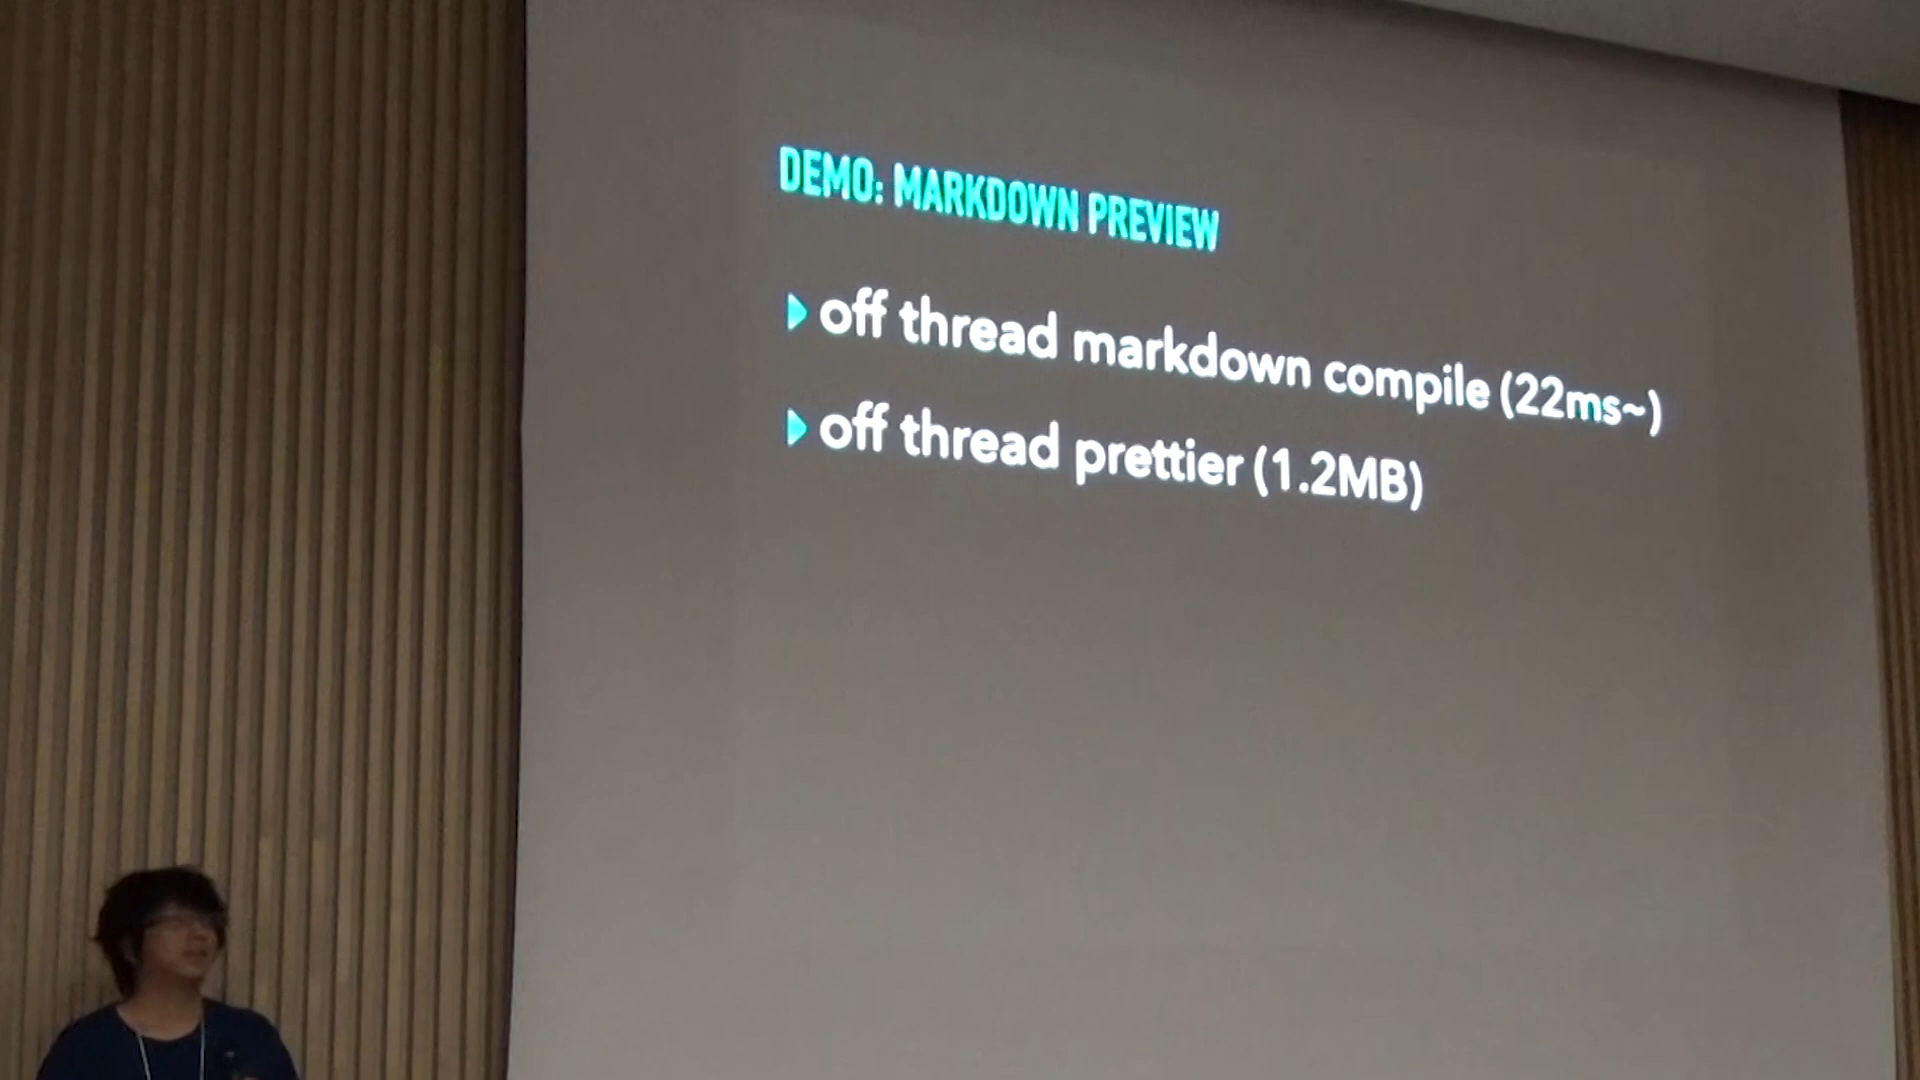 DEMO: MARKDOWN PREVIEW
off thread markdown compile (22ms~)
off thread prettier (1.2MB)